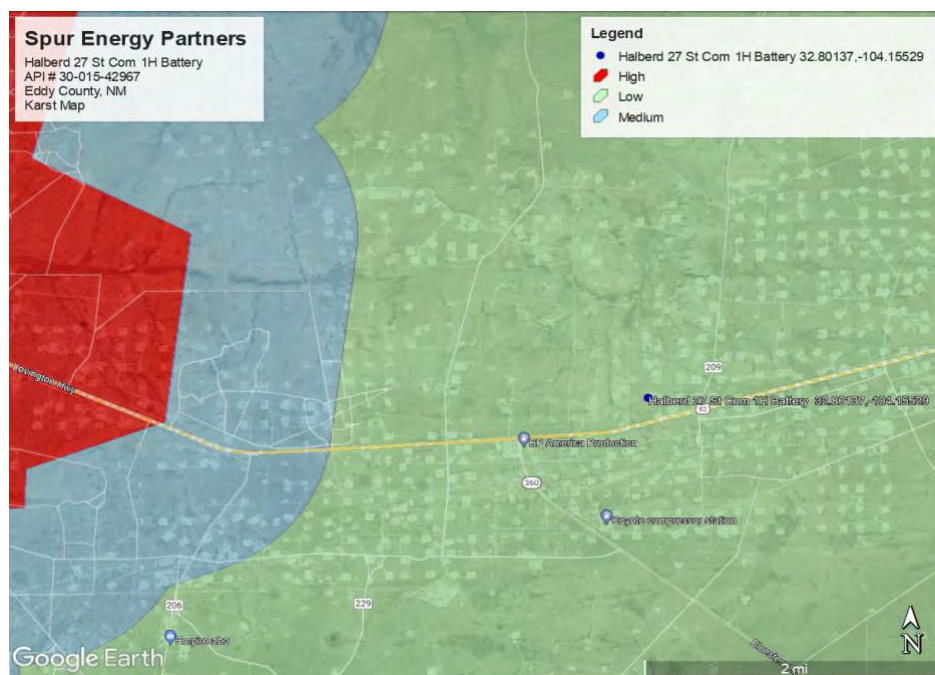 Spur Energy Partners
Halberd 27 St Com 1H Battery
API # 30-015-42967
Eddy County, NM
Karst Map
Legend
Halberd 27 St Com 1H Battery 32.80137,-104.15529
High
Low
Medium
Lovington Hwy
209
Halberd 27 St Com 1H Battery 32.80137,-104.15529
82
BP America Production
360
Coyote compressor station
206
229
Empire abo
N
Google Earth
2 mi